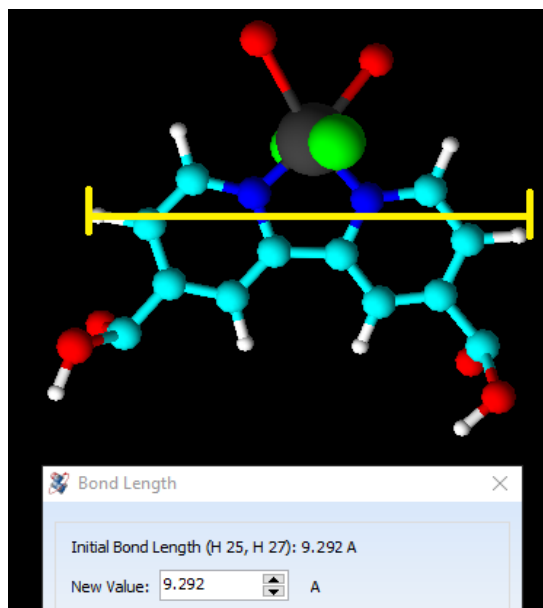 Bond Length
Initial Bond Length (H 25, H 27): 9.292 A
New Value: 9.292 A